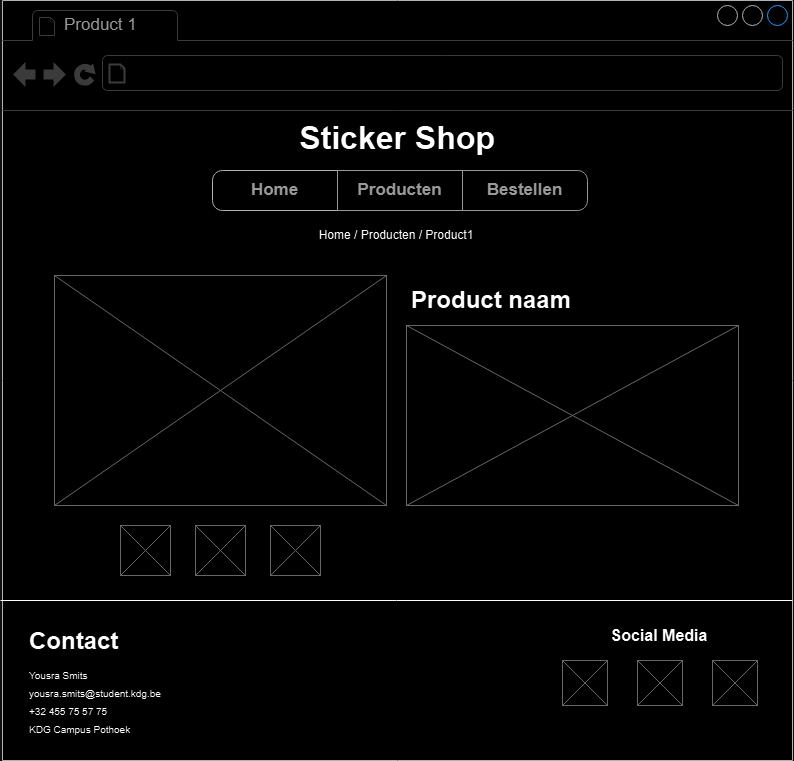 Product 1
Sticker Shop
Home Producten Bestellen
Home / Producten / Product1
Product naam
Contact
Social Media
Yousra Smits
yousra.smits@student.kdg.be
+32 455 75 57 75
KDG Campus Pothoek